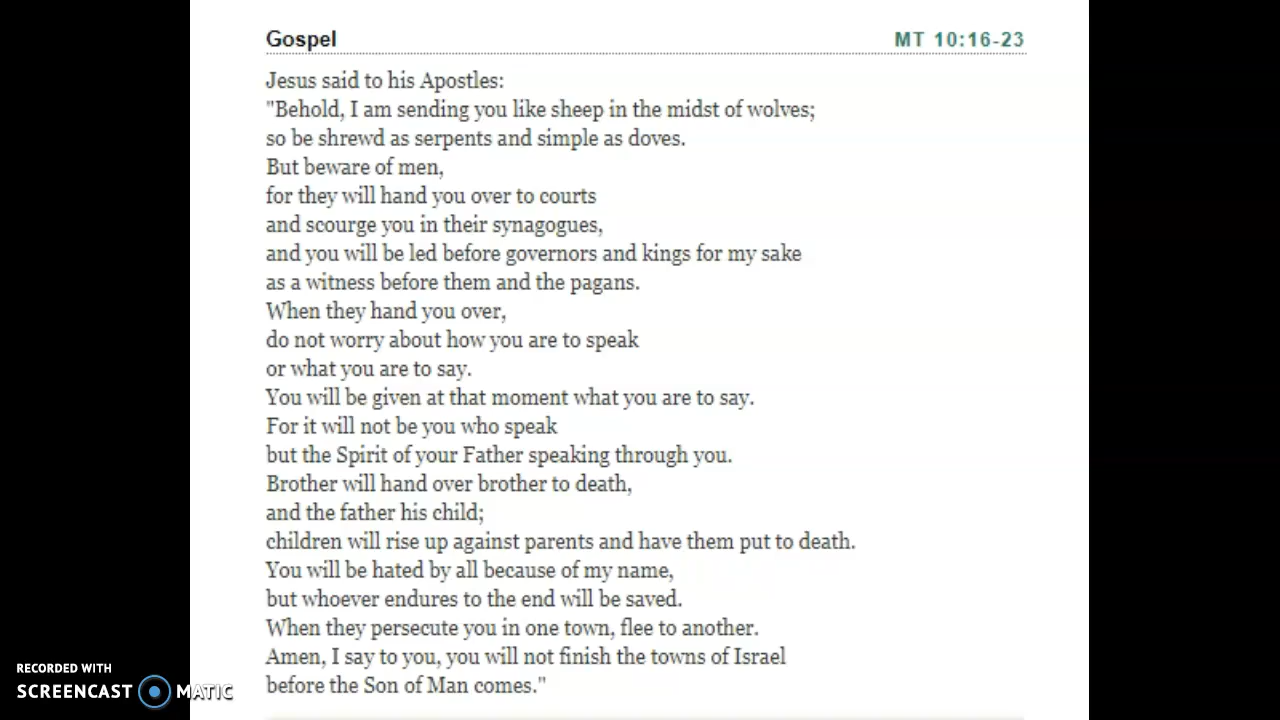 Gospel MT 10:16-23
Jesus said to his Apostles:
"Behold, I am sending you like sheep in the midst of wolves;
so be shrewd as serpents and simple as doves.
But beware of men,
for they will hand you over to courts
and scourge you in their synagogues,
and you will be led before governors and kings for my sake
as a witness before them and the pagans.
When they hand you over,
do not worry about how you are to speak
or what you are to say.
You will be given at that moment what you are to say.
For it will not be you who speak
but the Spirit of your Father speaking through you.
Brother will hand over brother to death,
and the father his child;
children will rise up against parents and have them put to death.
You will be hated by all because of my name,
but whoever endures to the end will be saved.
When they persecute you in one town, flee to another.
Amen, I say to you, you will not finish the towns of Israel
before the Son of Man comes."
RECORDED WITH
SCREENCAST MATIC